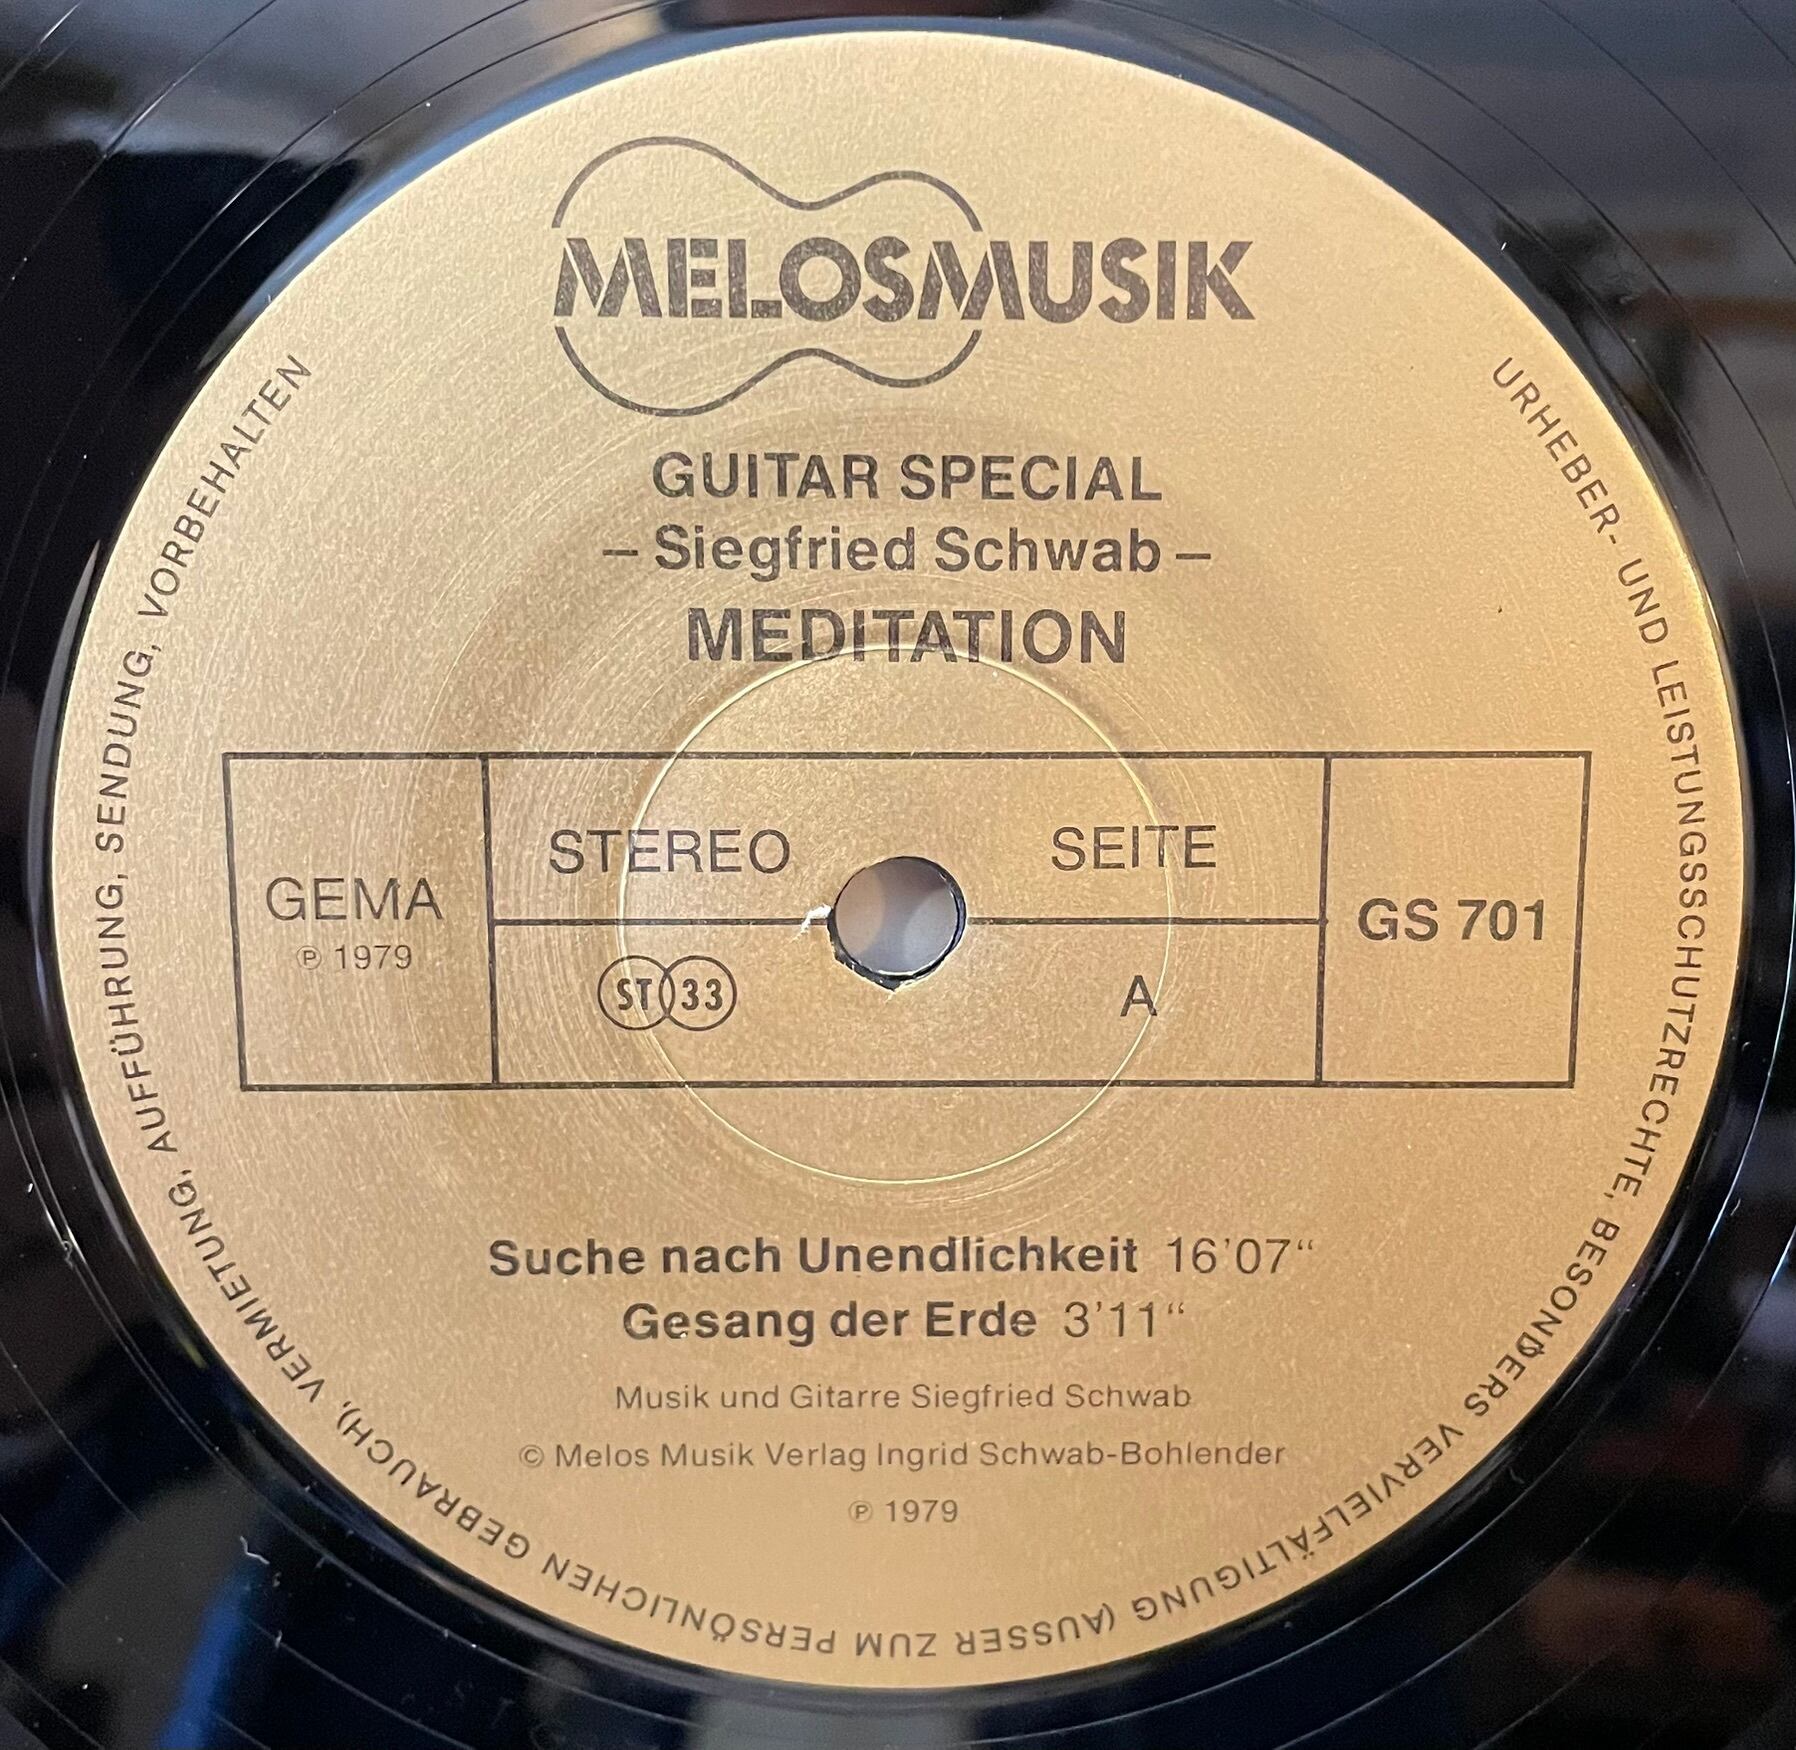 MELOSMUSIK
GUITAR SPECIAL
– Siegfried Schwab –
MEDITATION
GEMA
℗ 1979
STEREO
SEITE
ST 33
A
GS 701
Suche nach Unendlichkeit 16'07“
Gesang der Erde 3'11“
Musik und Gitarre Siegfried Schwab
© Melos Musik Verlag Ingrid Schwab-Bohlender
℗ 1979
URHEBER- UND LEISTUNGSSCHUTZRECHTE, BESONDERS VERVIELFÄLTIGUNG (AUSSER ZUM PERSÖNLICHEN GEBRAUCH), VERMIETUNG, AUFFÜHRUNG, SENDUNG, VORBEHALTEN